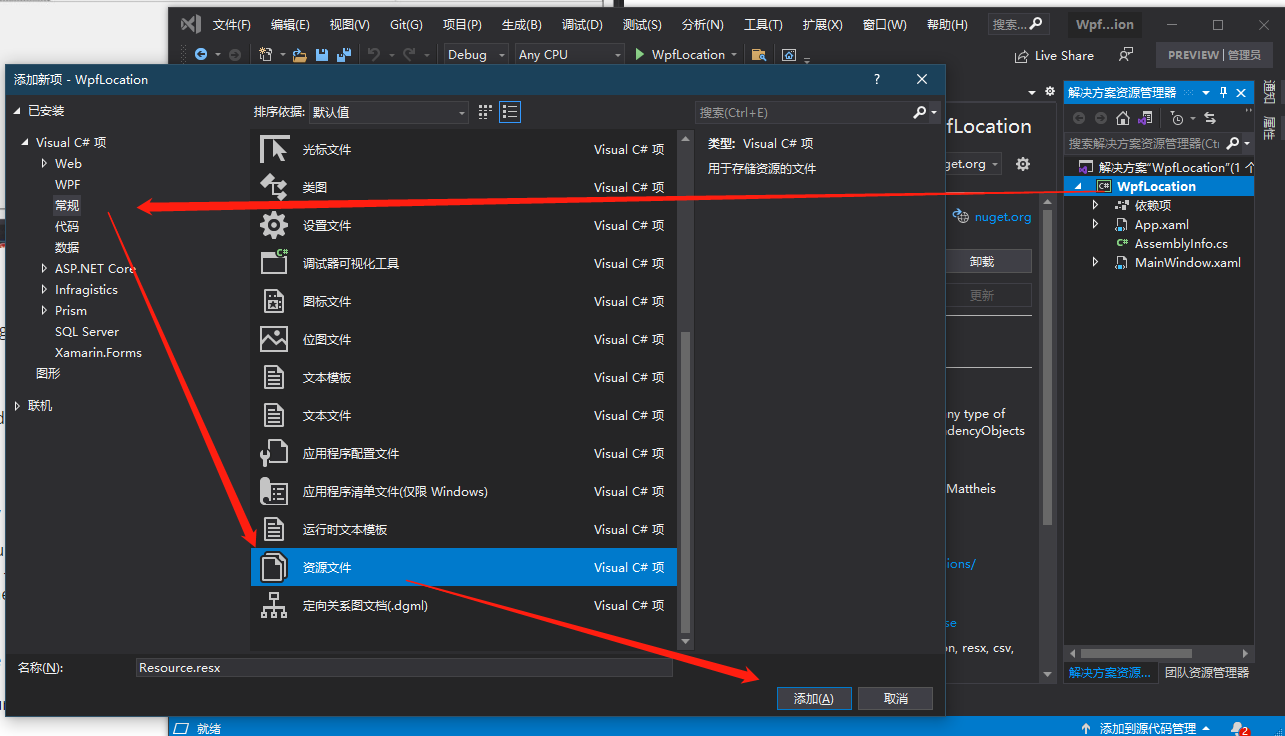 文件(F) 编辑(E) 视图(V) Git(G) 项目(P) 生成(B) 调试(D) 测试(S) 分析(N) 工具(T) 扩展(X) 窗口(W) 帮助(H) 搜索... Wpf...ion
Debug Any CPU WpfLocation Live Share PREVIEW | 管理员
添加新项 - WpfLocation ?
已安装
Visual C# 项
Web
WPF
常规
代码
数据
ASP.NET Core
Infragistics
Prism
SQL Server
Xamarin.Forms
图形
联机
排序依据: 默认值
光标文件 Visual C# 项
类图 Visual C# 项
设置文件 Visual C# 项
调试器可视化工具 Visual C# 项
图标文件 Visual C# 项
位图文件 Visual C# 项
文本模板 Visual C# 项
文本文件 Visual C# 项
应用程序配置文件 Visual C# 项
应用程序清单文件(仅限 Windows) Visual C# 项
运行时文本模板 Visual C# 项
资源文件 Visual C# 项
定向关系图文档(.dgml) Visual C# 项
搜索(Ctrl+E)
类型: Visual C# 项
用于存储资源的文件
名称(N): Resource.resx
添加(A) 取消
fLocation
get.org
nuget.org
卸载
更新
ny type of
dencyObjects
Mattheis
ions/
se
n, resx, csv,
解决方案资源管理器
搜索解决方案资源管理器(Ct
解决方案"WpfLocation"(1 个
WpfLocation
依赖项
App.xaml
AssemblyInfo.cs
MainWindow.xaml
解决方案资源... 团队资源管理器
通知
属性
就绪 添加到源代码管理 2